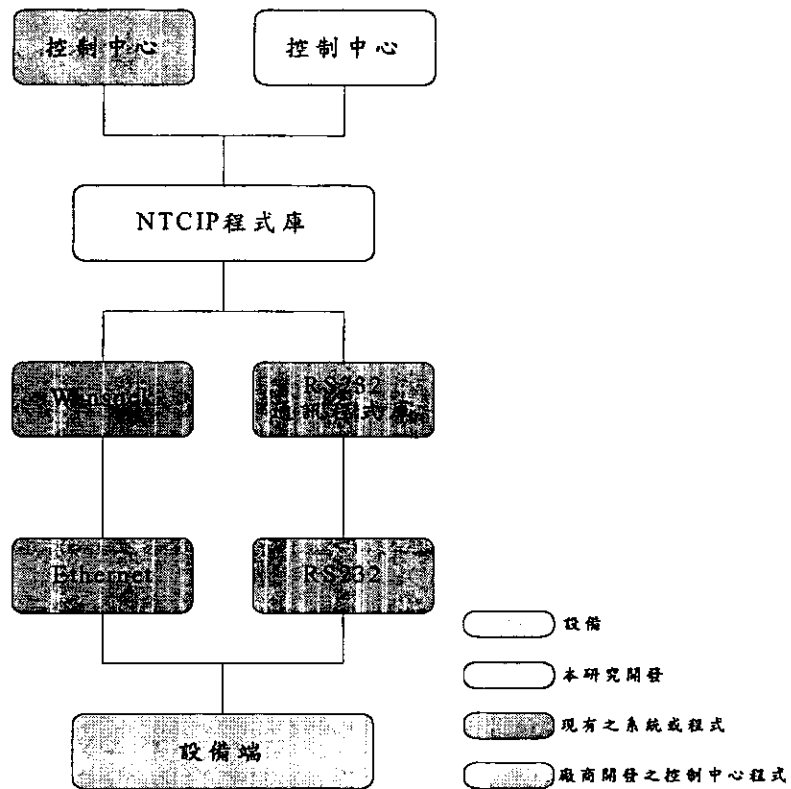 控制中心
控制中心
NTCIP程式庫
Winsock
RS232
通訊程式庫
Ethernet
RS232
設備端
設備
本研究開發
現有之系統或程式
廠商開發之控制中心程式